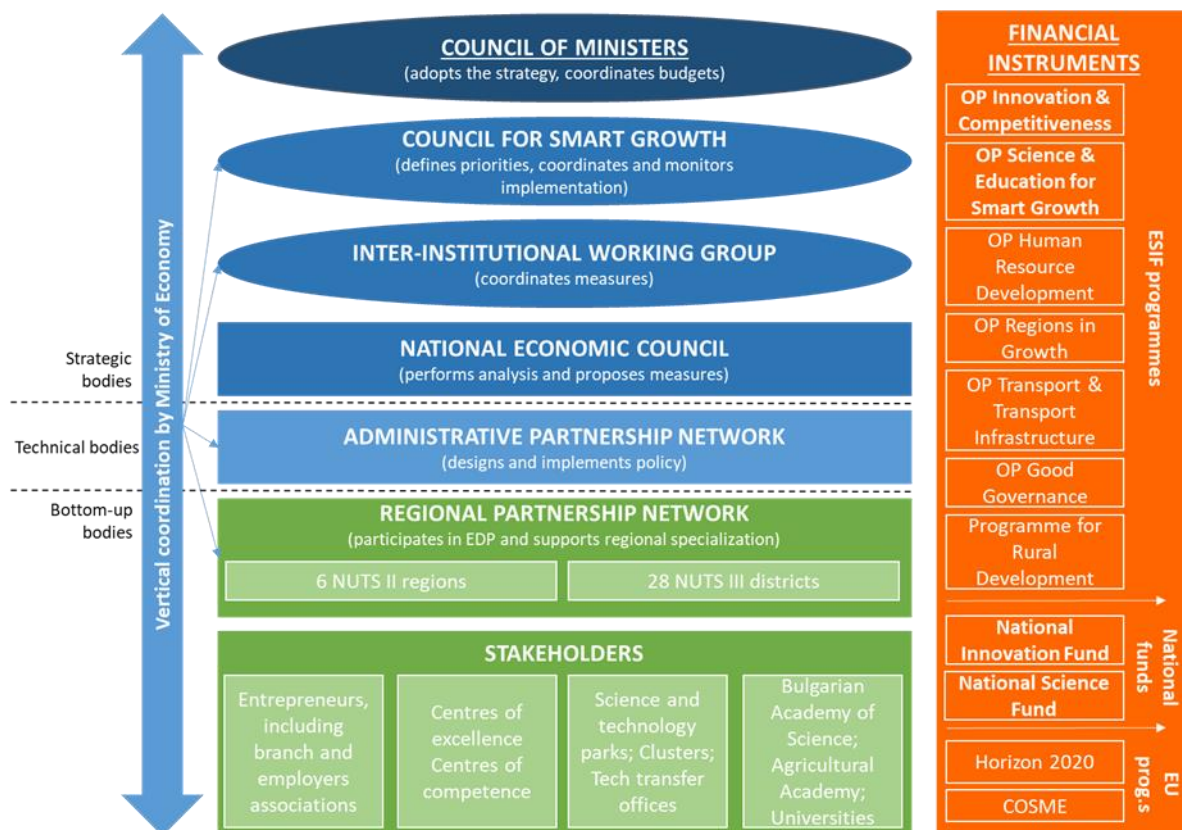 COUNCIL OF MINISTERS
(adopts the strategy, coordinates budgets)
COUNCIL FOR SMART GROWTH
(defines priorities, coordinates and monitors
implementation)
INTER-INSTITUTIONAL WORKING GROUP
(coordinates measures)
NATIONAL ECONOMIC COUNCIL
(performs analysis and proposes measures)
ADMINISTRATIVE PARTNERSHIP NETWORK
(designs and implements policy)
REGIONAL PARTNERSHIP NETWORK
(participates in EDP and supports regional specialization)
6 NUTS II regions
28 NUTS III districts
STAKEHOLDERS
Entrepreneurs,
including
branch and
employers
associations
Centres of
excellence
Centres of
competence
Science and
technology
parks; Clusters;
Tech transfer
offices
Bulgarian
Academy of
Science;
Agricultural
Academy;
Universities
Vertical coordination by Ministry of Economy
Strategic
bodies
Technical bodies
Bottom-up
bodies
FINANCIAL
INSTRUMENTS
OP Innovation &
Competitiveness
OP Science &
Education for
Smart Growth
OP Human
Resource
Development
OP Regions in
Growth
OP Transport &
Transport
Infrastructure
OP Good
Governance
Programme for
Rural
Development
ESIF programmes
National
Innovation Fund
National Science
Fund
National
funds
Horizon 2020
COSME
EU
prog.s